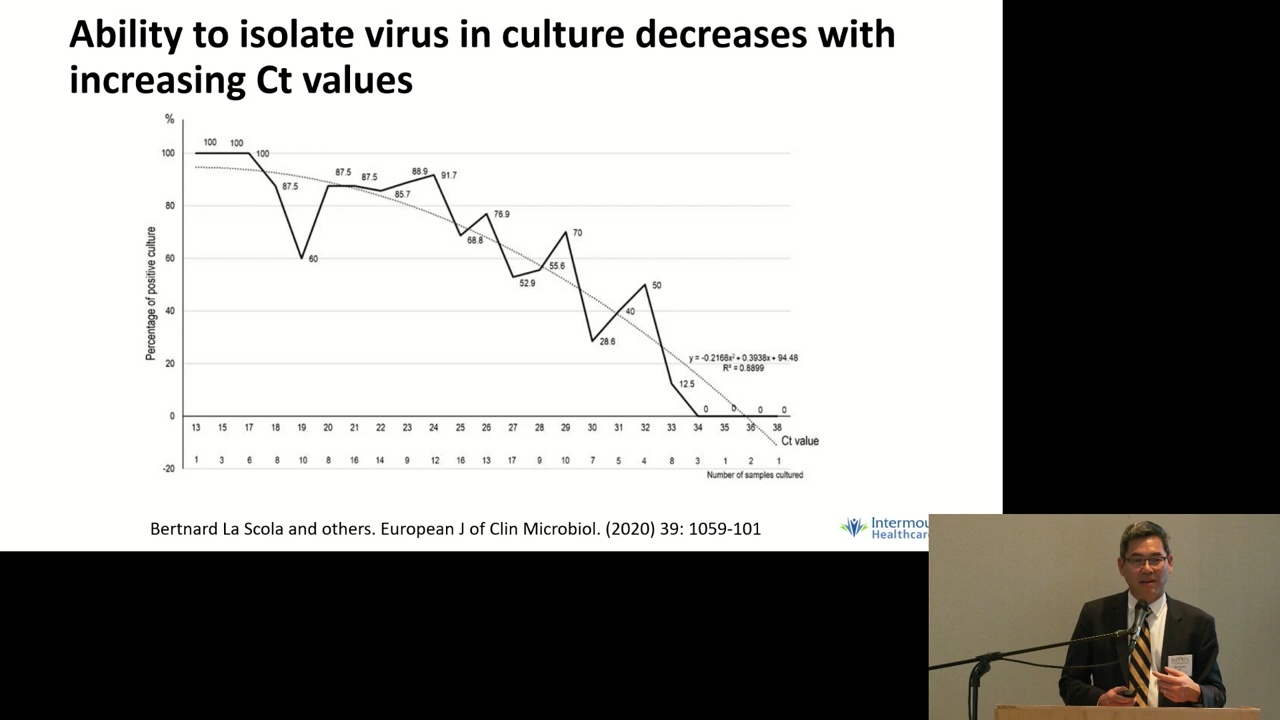 Ability to isolate virus in culture decreases with
increasing Ct values
%
100
80
60
40
20
0
-20
Percentage of positive culture
100 100 100 87.5 60 87.5 87.5 85.7 88.9 91.7 68.8 76.9 52.9 55.6 70 28.6 40 50 12.5 0 0 0 0
y = -0.2168x² + 0.3938x + 94.48
R² = 0.8899
13 15 17 18 19 20 21 22 23 24 25 26 27 28 29 30 31 32 33 34 35 36 38
Ct value
1 3 6 8 10 8 16 14 9 12 16 13 17 9 10 7 5 4 8 3 1 2 1
Number of samples cultured
Bertnard La Scola and others. European J of Clin Microbiol. (2020) 39: 1059-101
Intermou
Healthcar